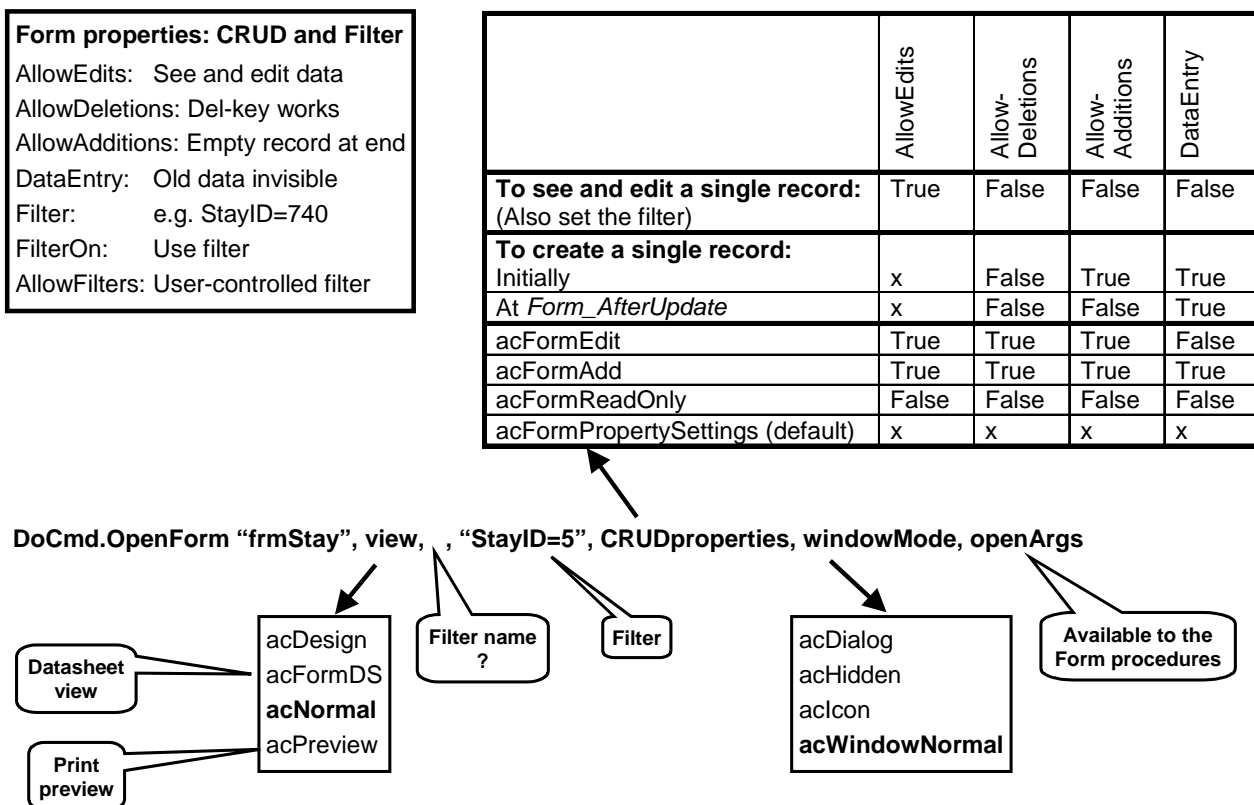 Form properties: CRUD and Filter
AllowEdits: See and edit data
AllowDeletions: Del-key works
AllowAdditions: Empty record at end
DataEntry: Old data invisible
Filter: e.g. StayID=740
FilterOn: Use filter
AllowFilters: User-controlled filter
AllowEdits
Allow-
Deletions
Allow-
Additions
DataEntry
To see and edit a single record: True False False False
(Also set the filter)
To create a single record:
Initially x False True True
At Form_AfterUpdate x False False True
acFormEdit True True True False
acFormAdd True True True True
acFormReadOnly False False False False
acFormPropertySettings (default) x x x x
DoCmd.OpenForm “frmStay”, view, , “StayID=5”, CRUDproperties, windowMode, openArgs
Datasheet
view
Print
preview
acDesign
acFormDS
acNormal
acPreview
Filter name
?
Filter
acDialog
acHidden
acIcon
acWindowNormal
Available to the
Form procedures